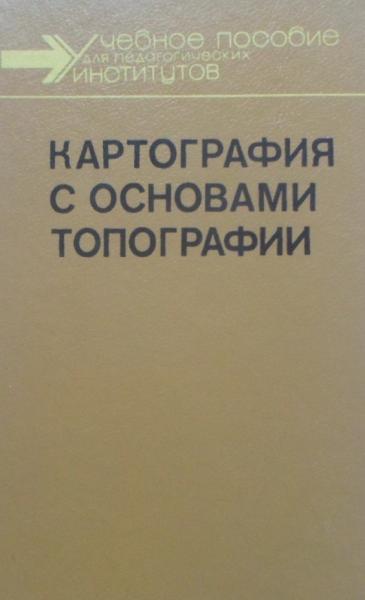 Учебное пособие
для педагогических
институтов
КАРТОГРАФИЯ
С ОСНОВАМИ
ТОПОГРАФИИ